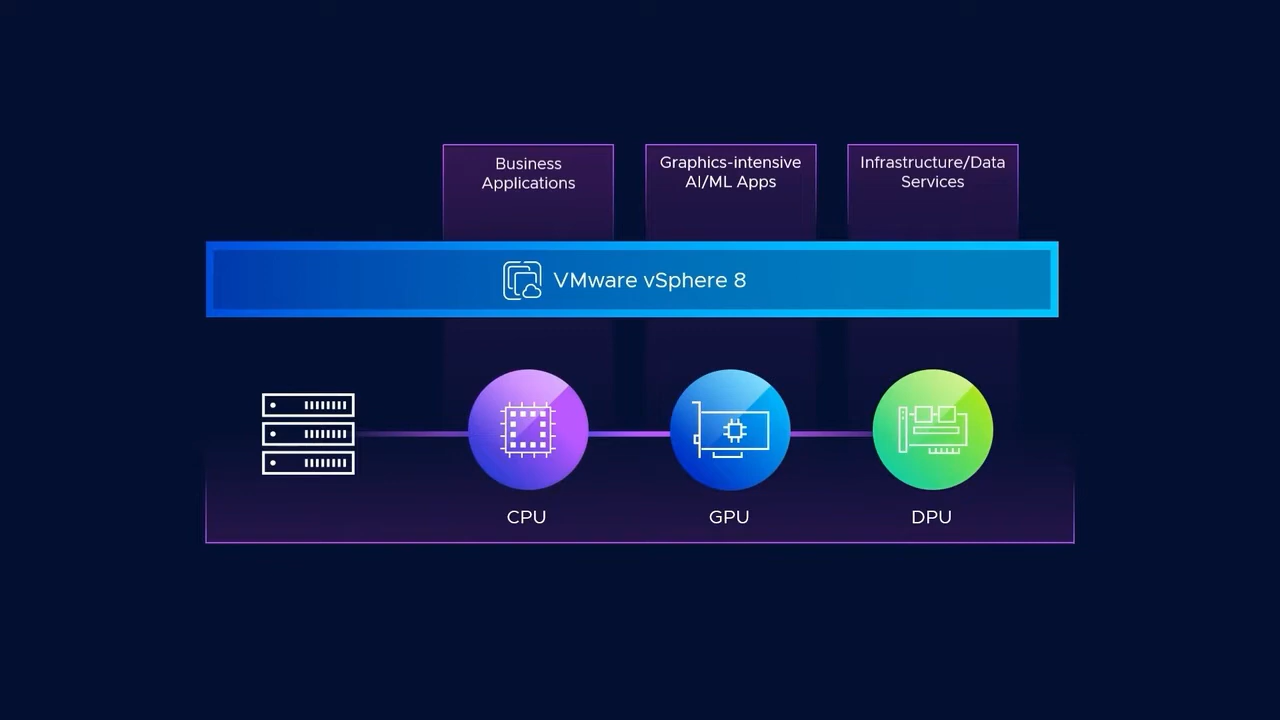 Business
Applications
Graphics-intensive
AI/ML Apps
Infrastructure/Data
Services
VMware vSphere 8
CPU
GPU
DPU